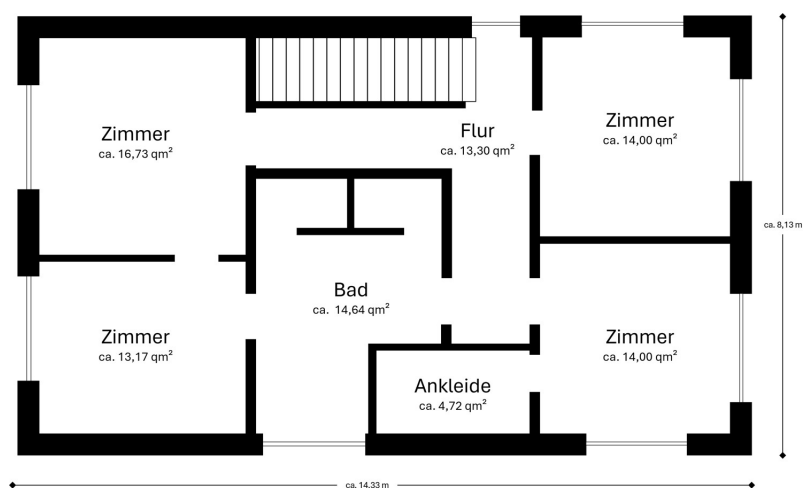 Zimmer
ca. 16,73 qm²
Flur
ca. 13,30 qm²
Zimmer
ca. 14,00 qm²
ca. 8,13 m
Zimmer
ca. 13,17 qm²
Bad
ca. 14,64 qm²
Zimmer
ca. 14,00 qm²
Ankleide
ca. 4,72 qm²
ca. 14,33 m